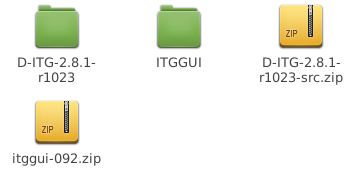 D-ITG-2.8.1-
r1023
ITGGUI
ZIP
D-ITG-2.8.1-
r1023-src.zip
ZIP
itggui-092.zip